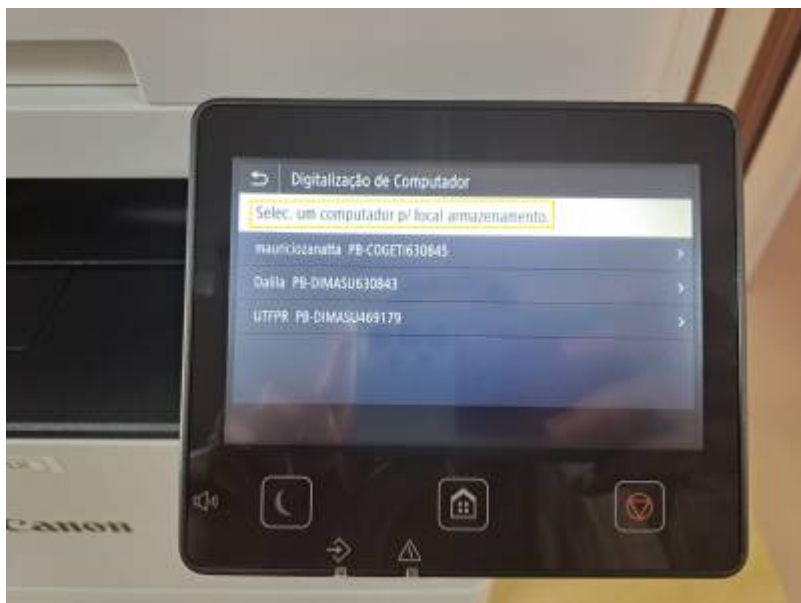 Digitalização de Computador
Selec. um computador p/ local armazenamento.
mauriciozanatta PB-COGETI630845
Dalila PB-DIMASU630843
UTFPR PB-DIMASU469179
Canon